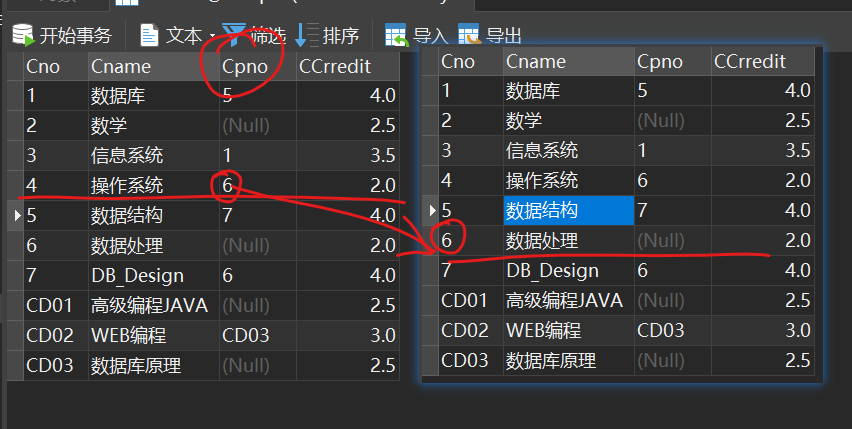 开始事务 文本 筛选 排序 导入 导出
Cno Cname Cpno CCrredit
1 数据库 5 4.0
2 数学 (Null) 2.5
3 信息系统 1 3.5
4 操作系统 6 2.0
5 数据结构 7 4.0
6 数据处理 (Null) 2.0
7 DB_Design 6 4.0
CD01 高级编程JAVA (Null) 2.5
CD02 WEB编程 CD03 3.0
CD03 数据库原理 (Null) 2.5
Cno Cname Cpno CCrredit
1 数据库 5 4.0
2 数学 (Null) 2.5
3 信息系统 1 3.5
4 操作系统 6 2.0
5 数据结构 7 4.0
6 数据处理 (Null) 2.0
7 DB_Design 6 4.0
CD01 高级编程JAVA (Null) 2.5
CD02 WEB编程 CD03 3.0
CD03 数据库原理 (Null) 2.5